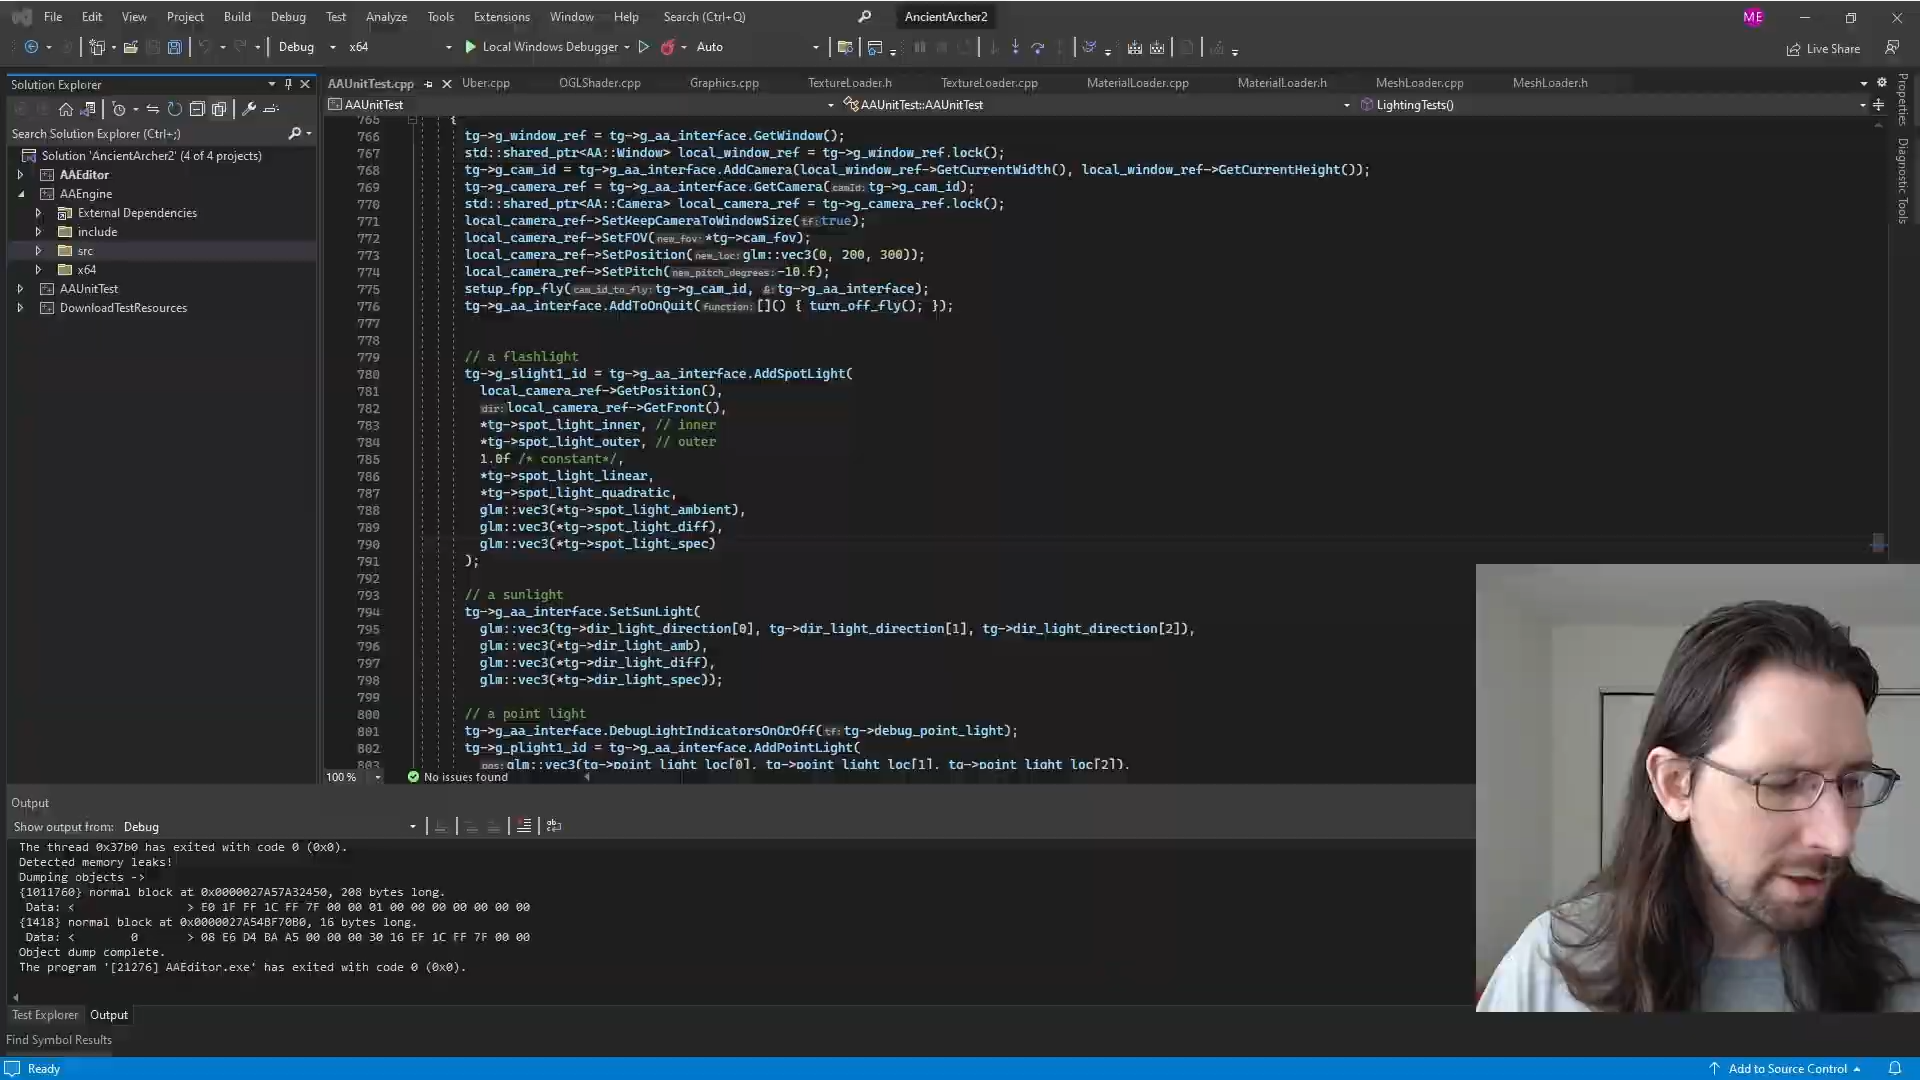 File Edit View Project Build Debug Test Analyze Tools Extensions Window Help Search (Ctrl+Q) AncientArcher2 ME
Debug x64 Local Windows Debugger Auto Live Share
Solution Explorer
Search Solution Explorer (Ctrl+;)
Solution 'AncientArcher2' (4 of 4 projects)
AAEditor
AAEngine
External Dependencies
include
src
x64
AAUnitTest
DownloadTestResources
AAUnitTest.cpp Uber.cpp OGLShader.cpp Graphics.cpp TextureLoader.h TextureLoader.cpp MaterialLoader.cpp MaterialLoader.h MeshLoader.cpp MeshLoader.h
AAUnitTest AAUnitTest::AAUnitTest LightingTests()
765 {
766 tg->g_window_ref = tg->g_aa_interface.GetWindow();
767 std::shared_ptr<AA::Window> local_window_ref = tg->g_window_ref.lock();
768 tg->g_cam_id = tg->g_aa_interface.AddCamera(local_window_ref->GetCurrentWidth(), local_window_ref->GetCurrentHeight());
769 tg->g_camera_ref = tg->g_aa_interface.GetCamera(camId: tg->g_cam_id);
770 std::shared_ptr<AA::Camera> local_camera_ref = tg->g_camera_ref.lock();
771 local_camera_ref->SetKeepCameraToWindowSize(tf: true);
772 local_camera_ref->SetFOV(new_fov: *tg->cam_fov);
773 local_camera_ref->SetPosition(new_loc: glm::vec3(0, 200, 300));
774 local_camera_ref->SetPitch(new_pitch_degrees: -10.f);
775 setup_fpp_fly(cam_id_to_fly: tg->g_cam_id, &: tg->g_aa_interface);
776 tg->g_aa_interface.AddToOnQuit(function: []() { turn_off_fly(); });
777
778
779 // a flashlight
780 tg->g_slight1_id = tg->g_aa_interface.AddSpotLight(
781 local_camera_ref->GetPosition(),
782 dir: local_camera_ref->GetFront(),
783 *tg->spot_light_inner, // inner
784 *tg->spot_light_outer, // outer
785 1.0f /* constant*/,
786 *tg->spot_light_linear,
787 *tg->spot_light_quadratic,
788 glm::vec3(*tg->spot_light_ambient),
789 glm::vec3(*tg->spot_light_diff),
790 glm::vec3(*tg->spot_light_spec)
791 );
792
793 // a sunlight
794 tg->g_aa_interface.SetSunLight(
795 glm::vec3(tg->dir_light_direction[0], tg->dir_light_direction[1], tg->dir_light_direction[2]),
796 glm::vec3(*tg->dir_light_amb),
797 glm::vec3(*tg->dir_light_diff),
798 glm::vec3(*tg->dir_light_spec));
799
800 // a point light
801 tg->g_aa_interface.DebugLightIndicatorsOnOrOff(tf: tg->debug_point_light);
802 tg->g_plight1_id = tg->g_aa_interface.AddPointLight(
803 pos: glm::vec3(tg->point_light_loc[0], tg->point_light_loc[1], tg->point_light_loc[2]),
100 % No issues found
Properties
Diagnostic Tools
Output
Show output from: Debug
The thread 0x37b0 has exited with code 0 (0x0).
Detected memory leaks!
Dumping objects ->
{1011760} normal block at 0x0000027A57A32450, 208 bytes long.
Data: < > E0 1F FF 1C FF 7F 00 00 01 00 00 00 00 00 00 00
{1418} normal block at 0x0000027A54BF70B0, 16 bytes long.
Data: < 0 > 08 E6 D4 BA A5 00 00 00 30 16 EF 1C FF 7F 00 00
Object dump complete.
The program '[21276] AAEditor.exe' has exited with code 0 (0x0).
Test Explorer Output
Find Symbol Results
Ready Add to Source Control